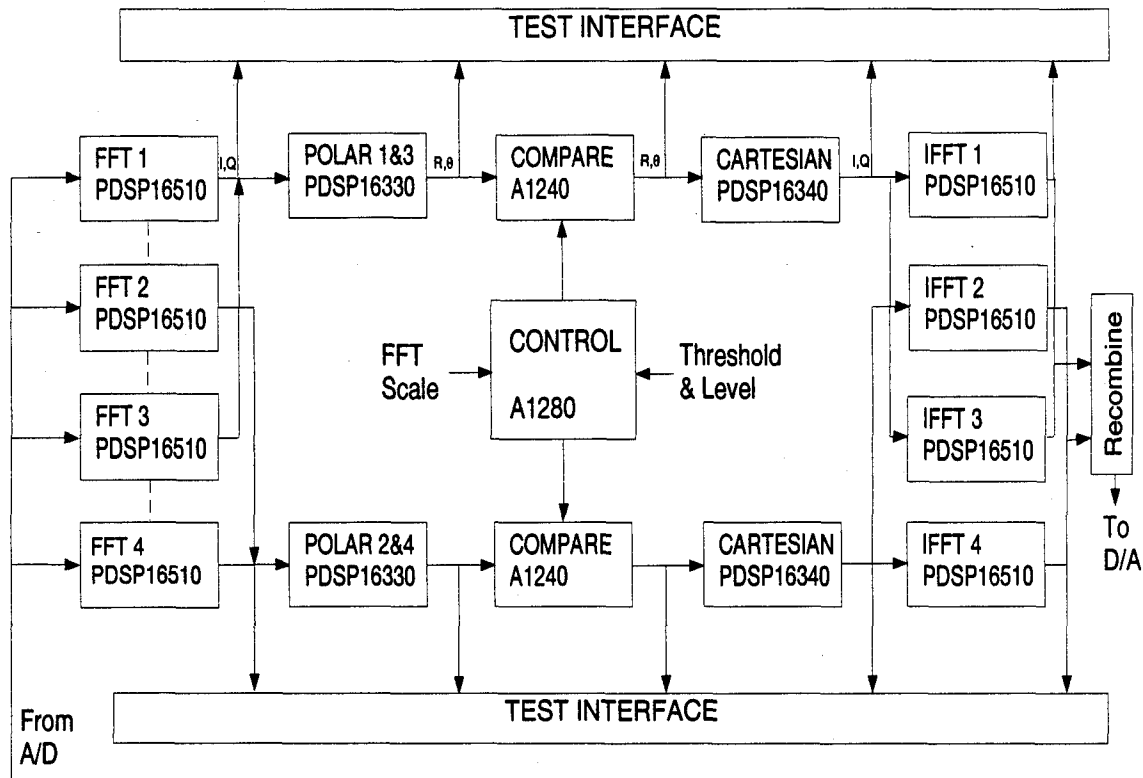 TEST INTERFACE
FFT 1
PDSP16510
I,Q
POLAR 1&3
PDSP16330
R,θ
COMPARE
A1240
R,θ
CARTESIAN
PDSP16340
I,Q
IFFT 1
PDSP16510
FFT 2
PDSP16510
IFFT 2
PDSP16510
FFT
Scale
CONTROL
A1280
Threshold
& Level
FFT 3
PDSP16510
IFFT 3
PDSP16510
Recombine
FFT 4
PDSP16510
POLAR 2&4
PDSP16330
COMPARE
A1240
CARTESIAN
PDSP16340
IFFT 4
PDSP16510
To
D/A
From
A/D
TEST INTERFACE